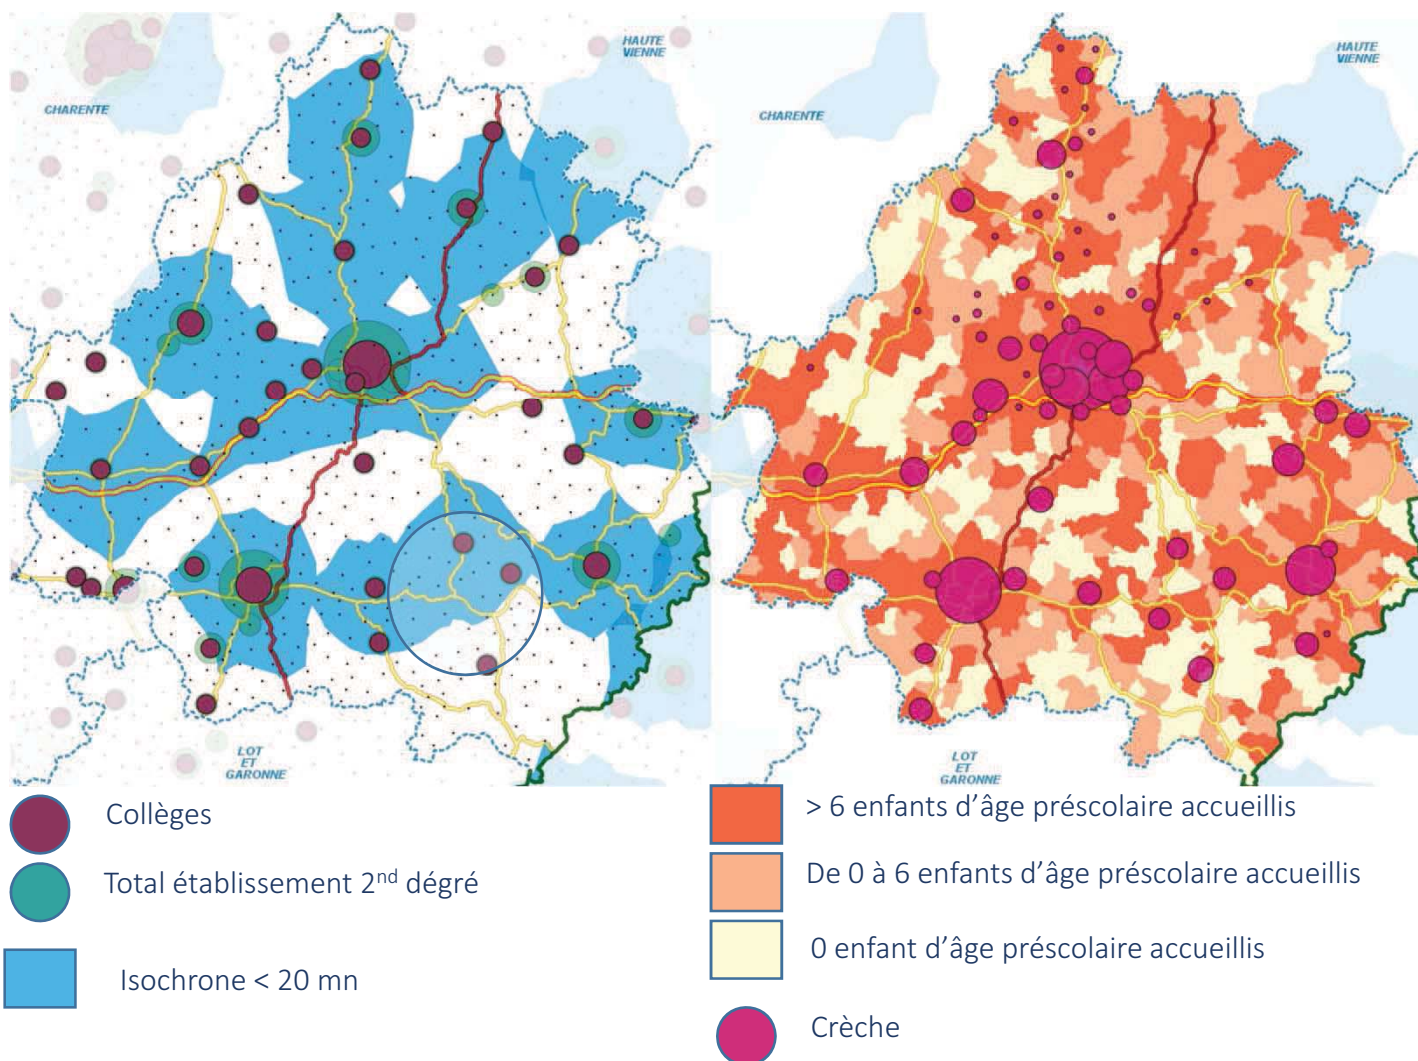 HAUTE
VIENNE
CHARENTE
LOT
ET
GARONNE
HAUTE
VIENNE
CHARENTE
LOT
ET
GARONNE
Collèges
Total établissement 2nd dégré
Isochrone < 20 mn
> 6 enfants d’âge préscolaire accueillis
De 0 à 6 enfants d’âge préscolaire accueillis
0 enfant d’âge préscolaire accueillis
Crèche